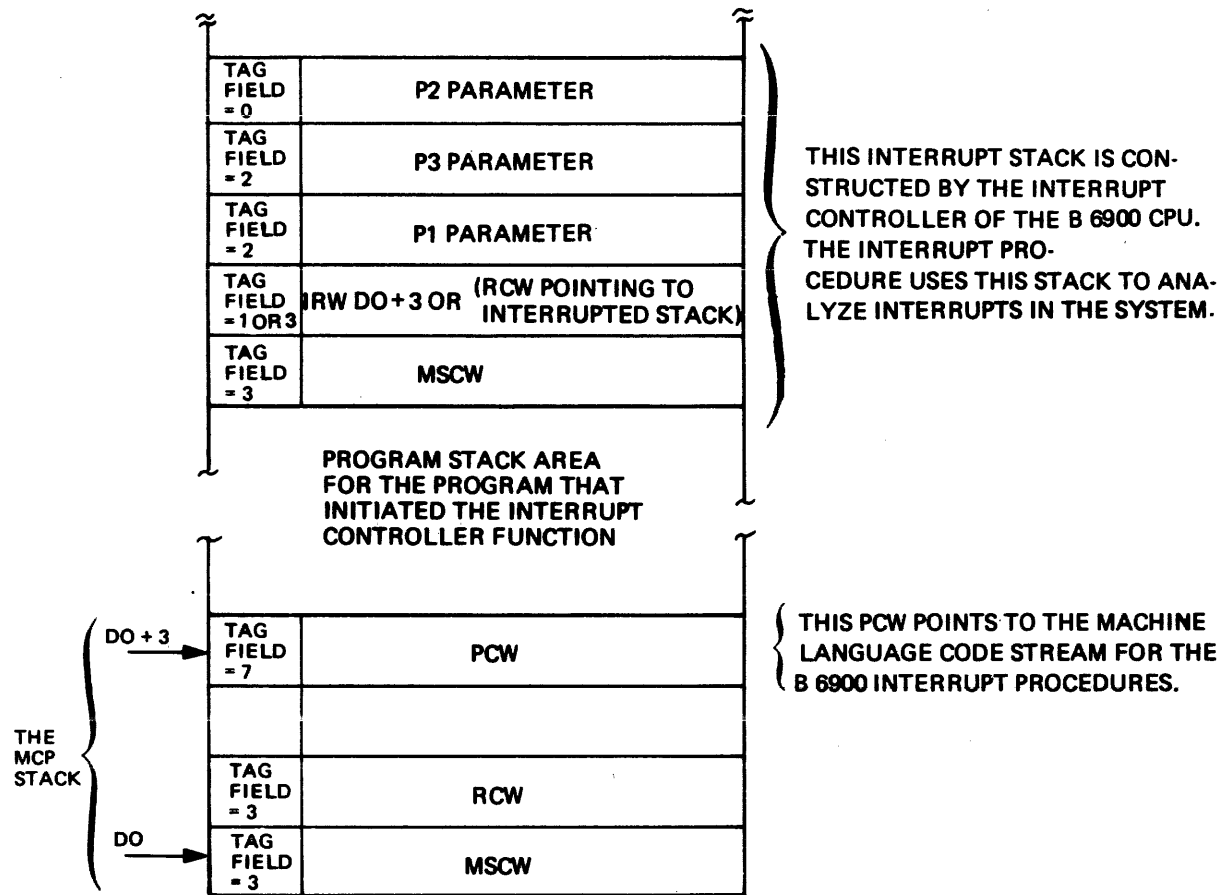 TAG
FIELD
= 0
P2 PARAMETER
TAG
FIELD
= 2
P3 PARAMETER
TAG
FIELD
= 2
P1 PARAMETER
TAG
FIELD
= 1 OR 3
IRW DO + 3 OR (RCW POINTING TO
INTERRUPTED STACK)
TAG
FIELD
= 3
MSCW
THIS INTERRUPT STACK IS CON-
STRUCTED BY THE INTERRUPT
CONTROLLER OF THE B 6900 CPU.
THE INTERRUPT PRO-
CEDURE USES THIS STACK TO ANA-
LYZE INTERRUPTS IN THE SYSTEM.
PROGRAM STACK AREA
FOR THE PROGRAM THAT
INITIATED THE INTERRUPT
CONTROLLER FUNCTION
THE
MCP
STACK
DO + 3
TAG
FIELD
= 7
PCW
THIS PCW POINTS TO THE MACHINE
LANGUAGE CODE STREAM FOR THE
B 6900 INTERRUPT PROCEDURES.
TAG
FIELD
= 3
RCW
DO
TAG
FIELD
= 3
MSCW